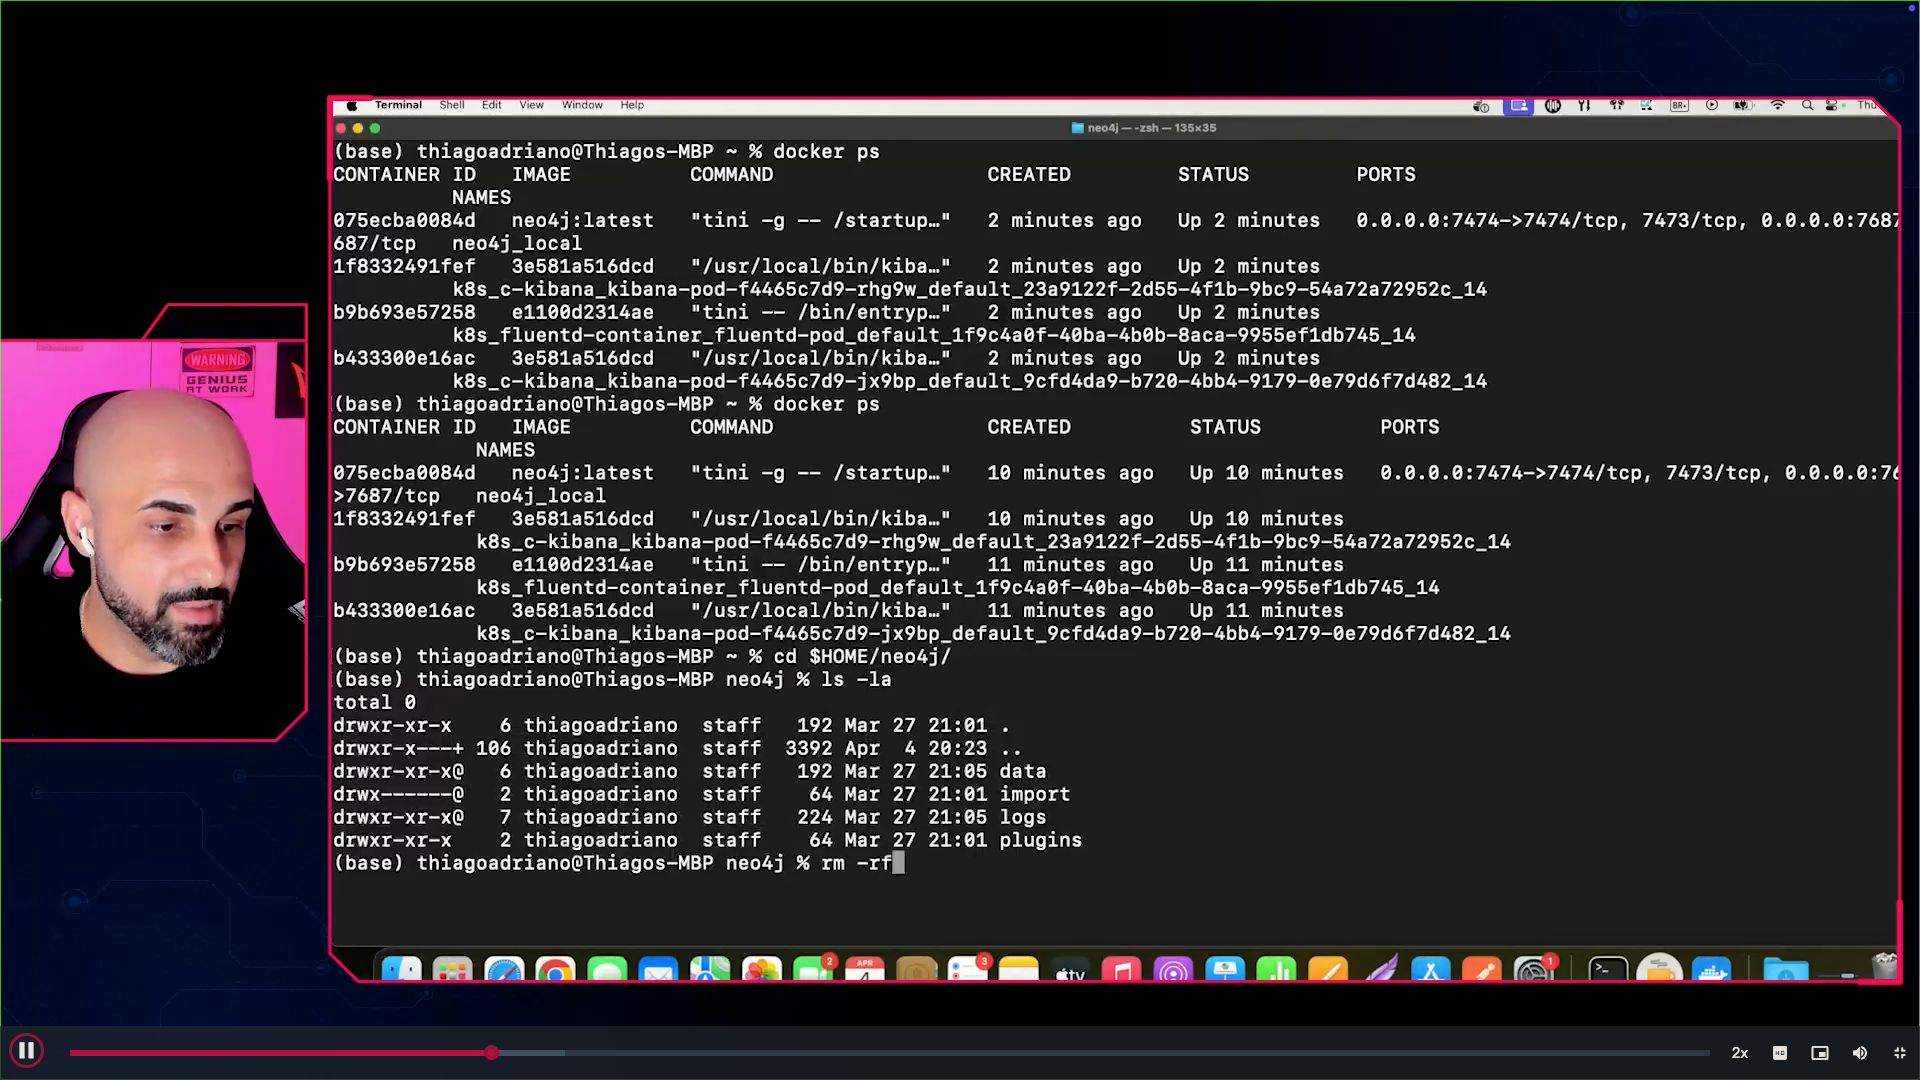 Terminal Shell Edit View Window Help
BR
Thu
neo4j — -zsh — 135×35
(base) thiagoadriano@Thiagos-MBP ~ % docker ps
CONTAINER ID IMAGE COMMAND CREATED STATUS PORTS
NAMES
075ecba0084d neo4j:latest "tini -g -- /startup…" 2 minutes ago Up 2 minutes 0.0.0.0:7474->7474/tcp, 7473/tcp, 0.0.0.0:7687
687/tcp neo4j_local
1f8332491fef 3e581a516dcd "/usr/local/bin/kiba…" 2 minutes ago Up 2 minutes
k8s_c-kibana_kibana-pod-f4465c7d9-rhg9w_default_23a9122f-2d55-4f1b-9bc9-54a72a72952c_14
b9b693e57258 e1100d2314ae "tini -- /bin/entryp…" 2 minutes ago Up 2 minutes
k8s_fluentd-container_fluentd-pod_default_1f9c4a0f-40ba-4b0b-8aca-9955ef1db745_14
b433300e16ac 3e581a516dcd "/usr/local/bin/kiba…" 2 minutes ago Up 2 minutes
k8s_c-kibana_kibana-pod-f4465c7d9-jx9bp_default_9cfd4da9-b720-4bb4-9179-0e79d6f7d482_14
(base) thiagoadriano@Thiagos-MBP ~ % docker ps
CONTAINER ID IMAGE COMMAND CREATED STATUS PORTS
NAMES
075ecba0084d neo4j:latest "tini -g -- /startup…" 10 minutes ago Up 10 minutes 0.0.0.0:7474->7474/tcp, 7473/tcp, 0.0.0.0:76
>7687/tcp neo4j_local
1f8332491fef 3e581a516dcd "/usr/local/bin/kiba…" 10 minutes ago Up 10 minutes
k8s_c-kibana_kibana-pod-f4465c7d9-rhg9w_default_23a9122f-2d55-4f1b-9bc9-54a72a72952c_14
b9b693e57258 e1100d2314ae "tini -- /bin/entryp…" 11 minutes ago Up 11 minutes
k8s_fluentd-container_fluentd-pod_default_1f9c4a0f-40ba-4b0b-8aca-9955ef1db745_14
b433300e16ac 3e581a516dcd "/usr/local/bin/kiba…" 11 minutes ago Up 11 minutes
k8s_c-kibana_kibana-pod-f4465c7d9-jx9bp_default_9cfd4da9-b720-4bb4-9179-0e79d6f7d482_14
(base) thiagoadriano@Thiagos-MBP ~ % cd $HOME/neo4j/
(base) thiagoadriano@Thiagos-MBP neo4j % ls -la
total 0
drwxr-xr-x 6 thiagoadriano staff 192 Mar 27 21:01 .
drwxr-x---+ 106 thiagoadriano staff 3392 Apr 4 20:23 ..
drwxr-xr-x@ 6 thiagoadriano staff 192 Mar 27 21:05 data
drwx------@ 2 thiagoadriano staff 64 Mar 27 21:01 import
drwxr-xr-x@ 7 thiagoadriano staff 224 Mar 27 21:05 logs
drwxr-xr-x 2 thiagoadriano staff 64 Mar 27 21:01 plugins
(base) thiagoadriano@Thiagos-MBP neo4j % rm -rf
WARNING
GENIUS
AT WORK
2
APR
4
3
tv
1
2x
HD